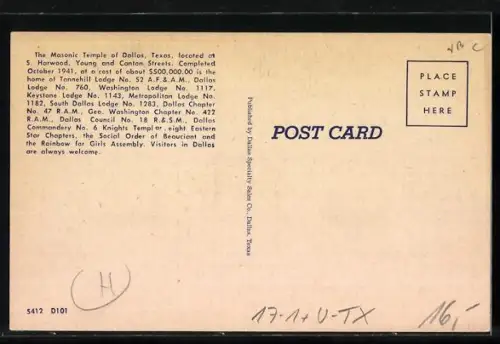 The Masonic Temple of Dallas, Texas, located at
S. Harwood, Young and Canton Streets. Completed
October 1941, at a cost of about $500,000.00 is the
home of Tannehill Lodge No. 52 A.F.&A.M., Dallas
Lodge No. 760, Washington Lodge No. 1117,
Keystone Lodge No. 1143, Metropolitan Lodge No.
1182, South Dallas Lodge No. 1283, Dallas Chapter
No. 47 R.A.M., Geo. Washington Chapter No. 422
R.A.M., Dallas Council No. 18 R.&S.M., Dallas
Commandery No. 6 Knights Templar, eight Eastern
Star Chapters, the Social Order of Beauciant and
the Rainbow for Girls Assembly. Visitors in Dallas
are always welcome.
Published by Dallas Specialty Sales Co., Dallas, Texas
POST CARD
PLACE
STAMP
HERE
H
5412 D101
17-1+U-TX
16,-